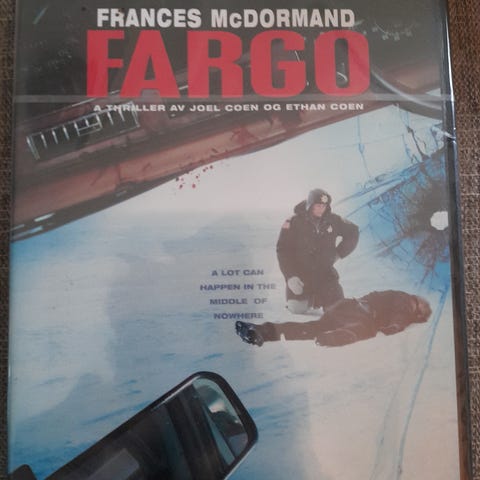 FRANCES McDORMAND
FARGO
A THRILLER AV JOEL COEN OG ETHAN COEN
A LOT CAN
HAPPEN IN THE
MIDDLE OF
NOWHERE